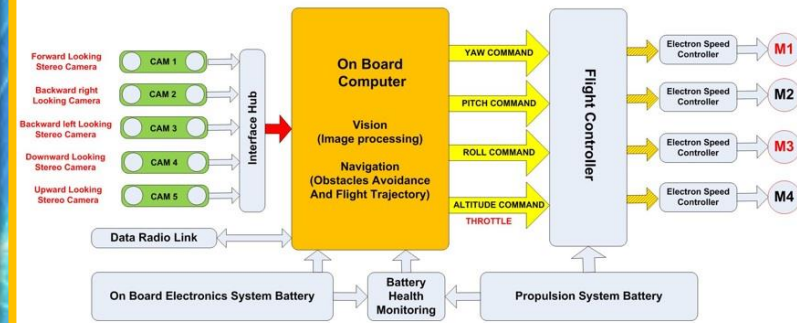 Forward Looking
Stereo Camera
CAM 1
Backward right
Looking Camera
CAM 2
Backward left Looking
Stereo Camera
CAM 3
Downward Looking
Stereo Camera
CAM 4
Upward Looking
Stereo Camera
CAM 5
Interface Hub
Data Radio Link
On Board
Computer
Vision
(Image processing)
Navigation
(Obstacles Avoidance
And Flight Trajectory)
YAW COMMAND
PITCH COMMAND
ROLL COMMAND
ALTITUDE COMMAND
THROTTLE
Flight Controller
Electron Speed
Controller
M1
Electron Speed
Controller
M2
Electron Speed
Controller
M3
Electron Speed
Controller
M4
On Board Electronics System Battery
Battery
Health
Monitoring
Propulsion System Battery